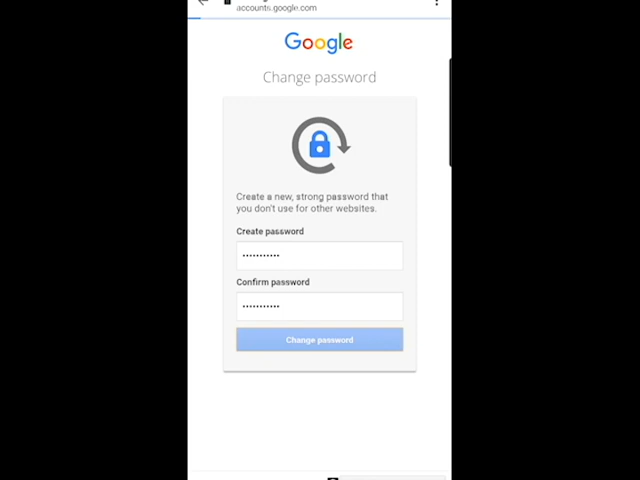 accounts.google.com
Google
Change password
Create a new, strong password that
you don't use for other websites.
Create password
•••••••••••
Confirm password
•••••••••••
Change password